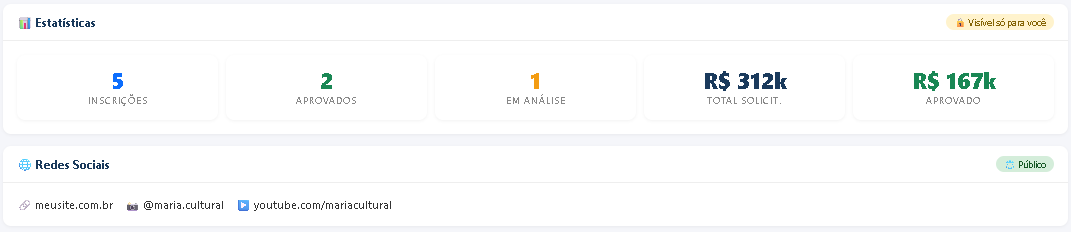 Estatísticas
Visível só para você
5
INSCRIÇÕES
2
APROVADOS
1
EM ANÁLISE
R$ 312k
TOTAL SOLICIT.
R$ 167k
APROVADO
Redes Sociais
Público
meusite.com.br @maria.cultural youtube.com/mariacultural